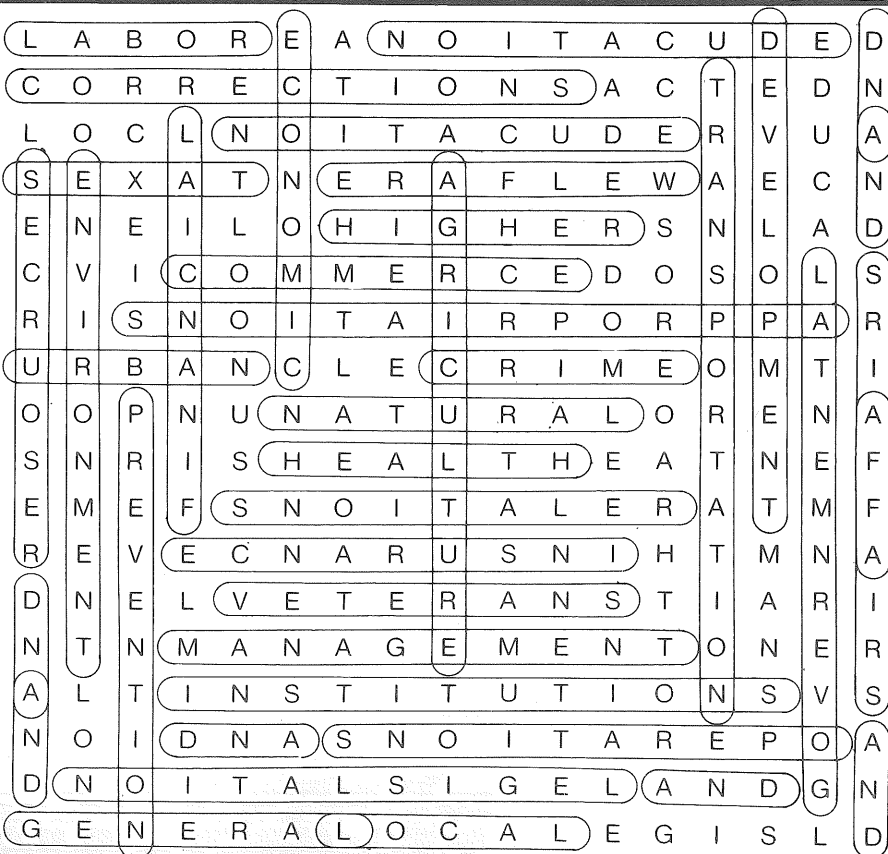 L A B O R E A N O I T A C U D E D
C O R R E C T I O N S A C T E D N
L O C L N O I T A C U D E R V U A
S E X A T N E R A F L E W A E C N
E N E I L O H I G H E R S N L A D
C V I C O M M E R C E D O S O L S
R I S N O I T A I R P O R P P A R
U R B A N C L E C R I M E O M T I
O O P N U N A T U R A L O R E N A
S N R I S H E A L T H E A T N E F
E M E F S N O I T A L E R A T M F
R E V E C N A R U S N I H T M N A
D N E L V E T E R A N S T I A R I
N T N M A N A G E M E N T O N E R
A L T I N S T I T U T I O N S V S
N O I D N A S N O I T A R E P O A
D N O I T A L S I G E L A N D G N
G E N E R A L O C A L E G I S L D